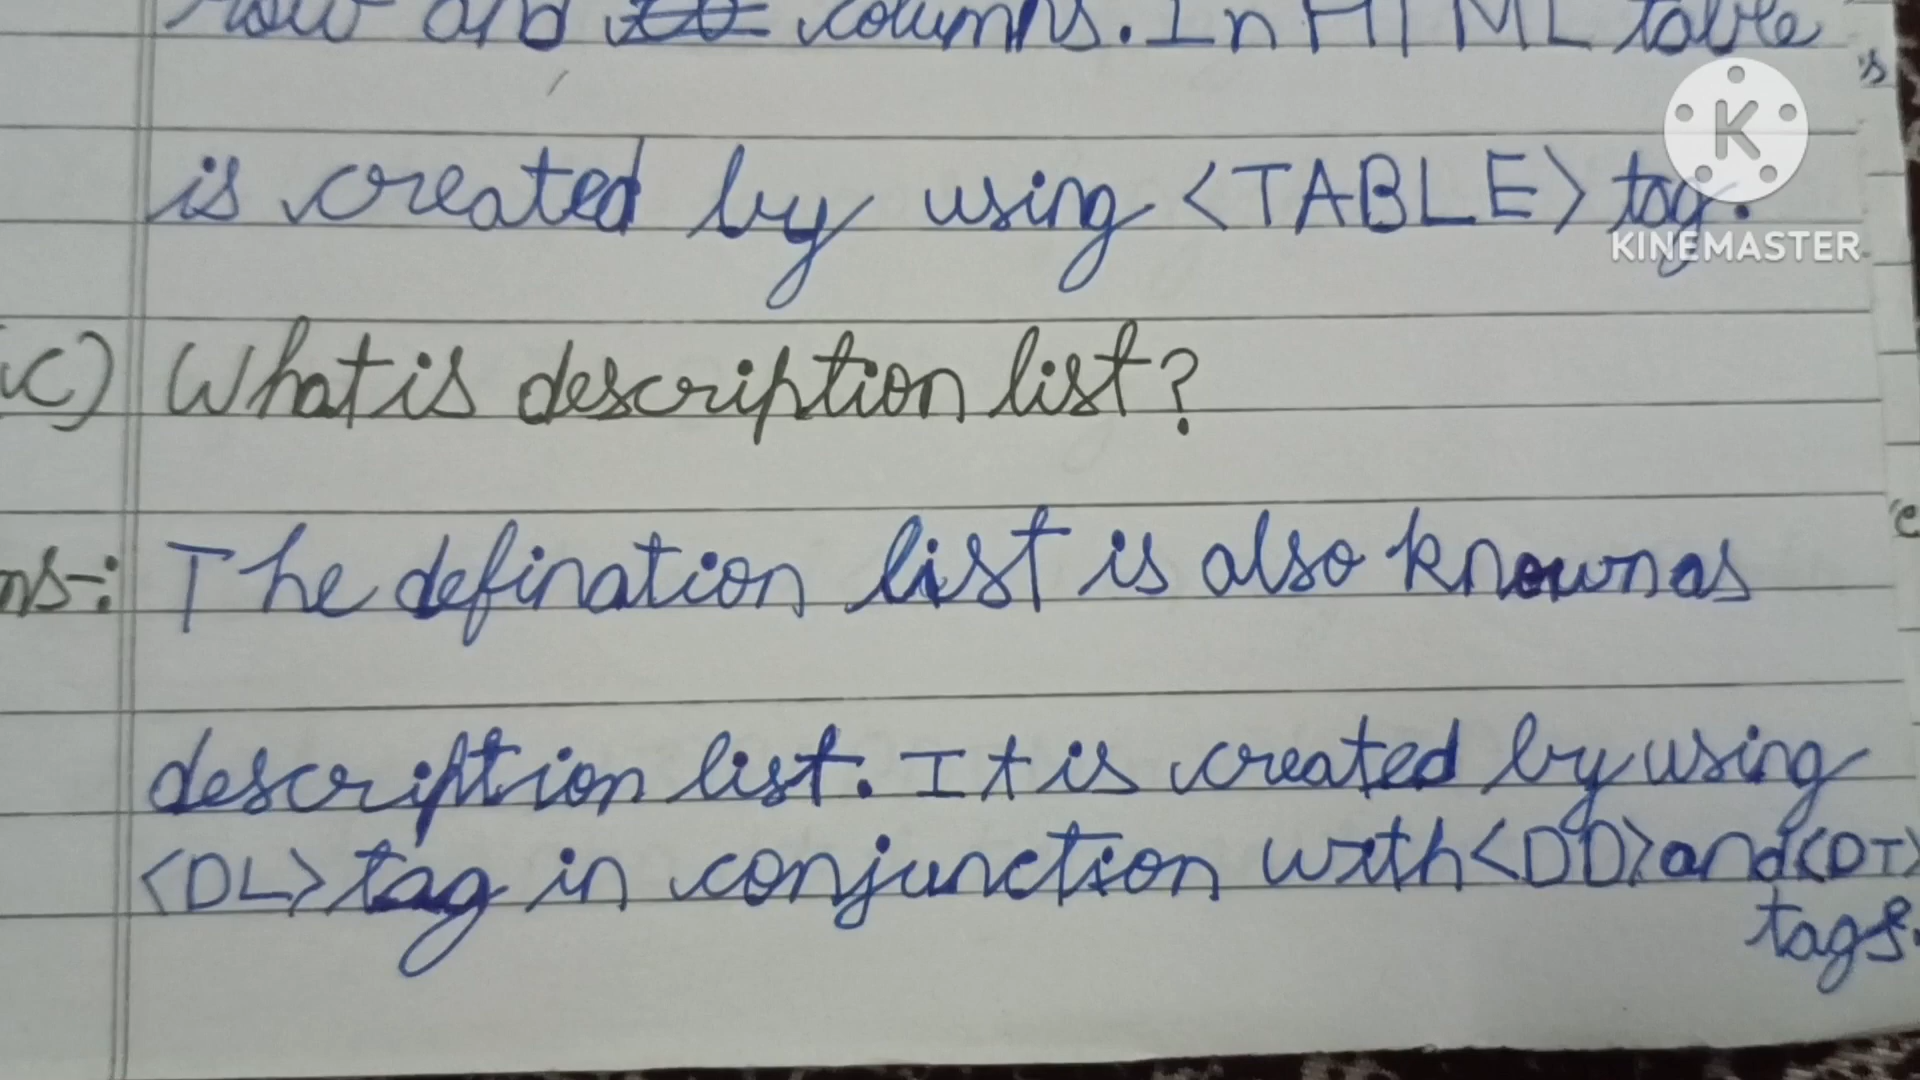 row and columns. In HTML table
is created by using <TABLE> tag.
KINEMASTER
c) What is description list?
ns-: The defination list is also known as
description list. It is created by using
<DL> tag in conjunction with <DD> and <DT>
tags.